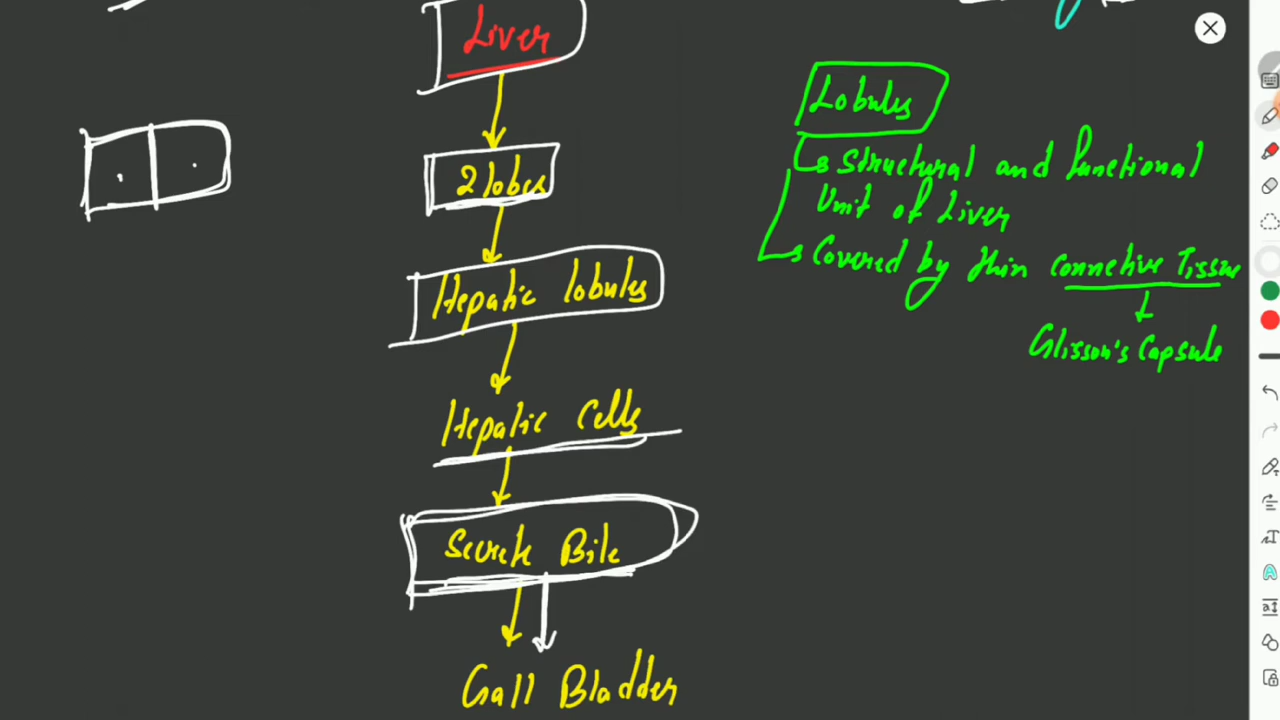 Liver
2 lobes
Hepatic lobules
Hepatic Cells
Secrete Bile
Gall Bladder
Lobules
Structural and functional
Unit of Liver
Covered by thin connective Tissue
Glisson's Capsule